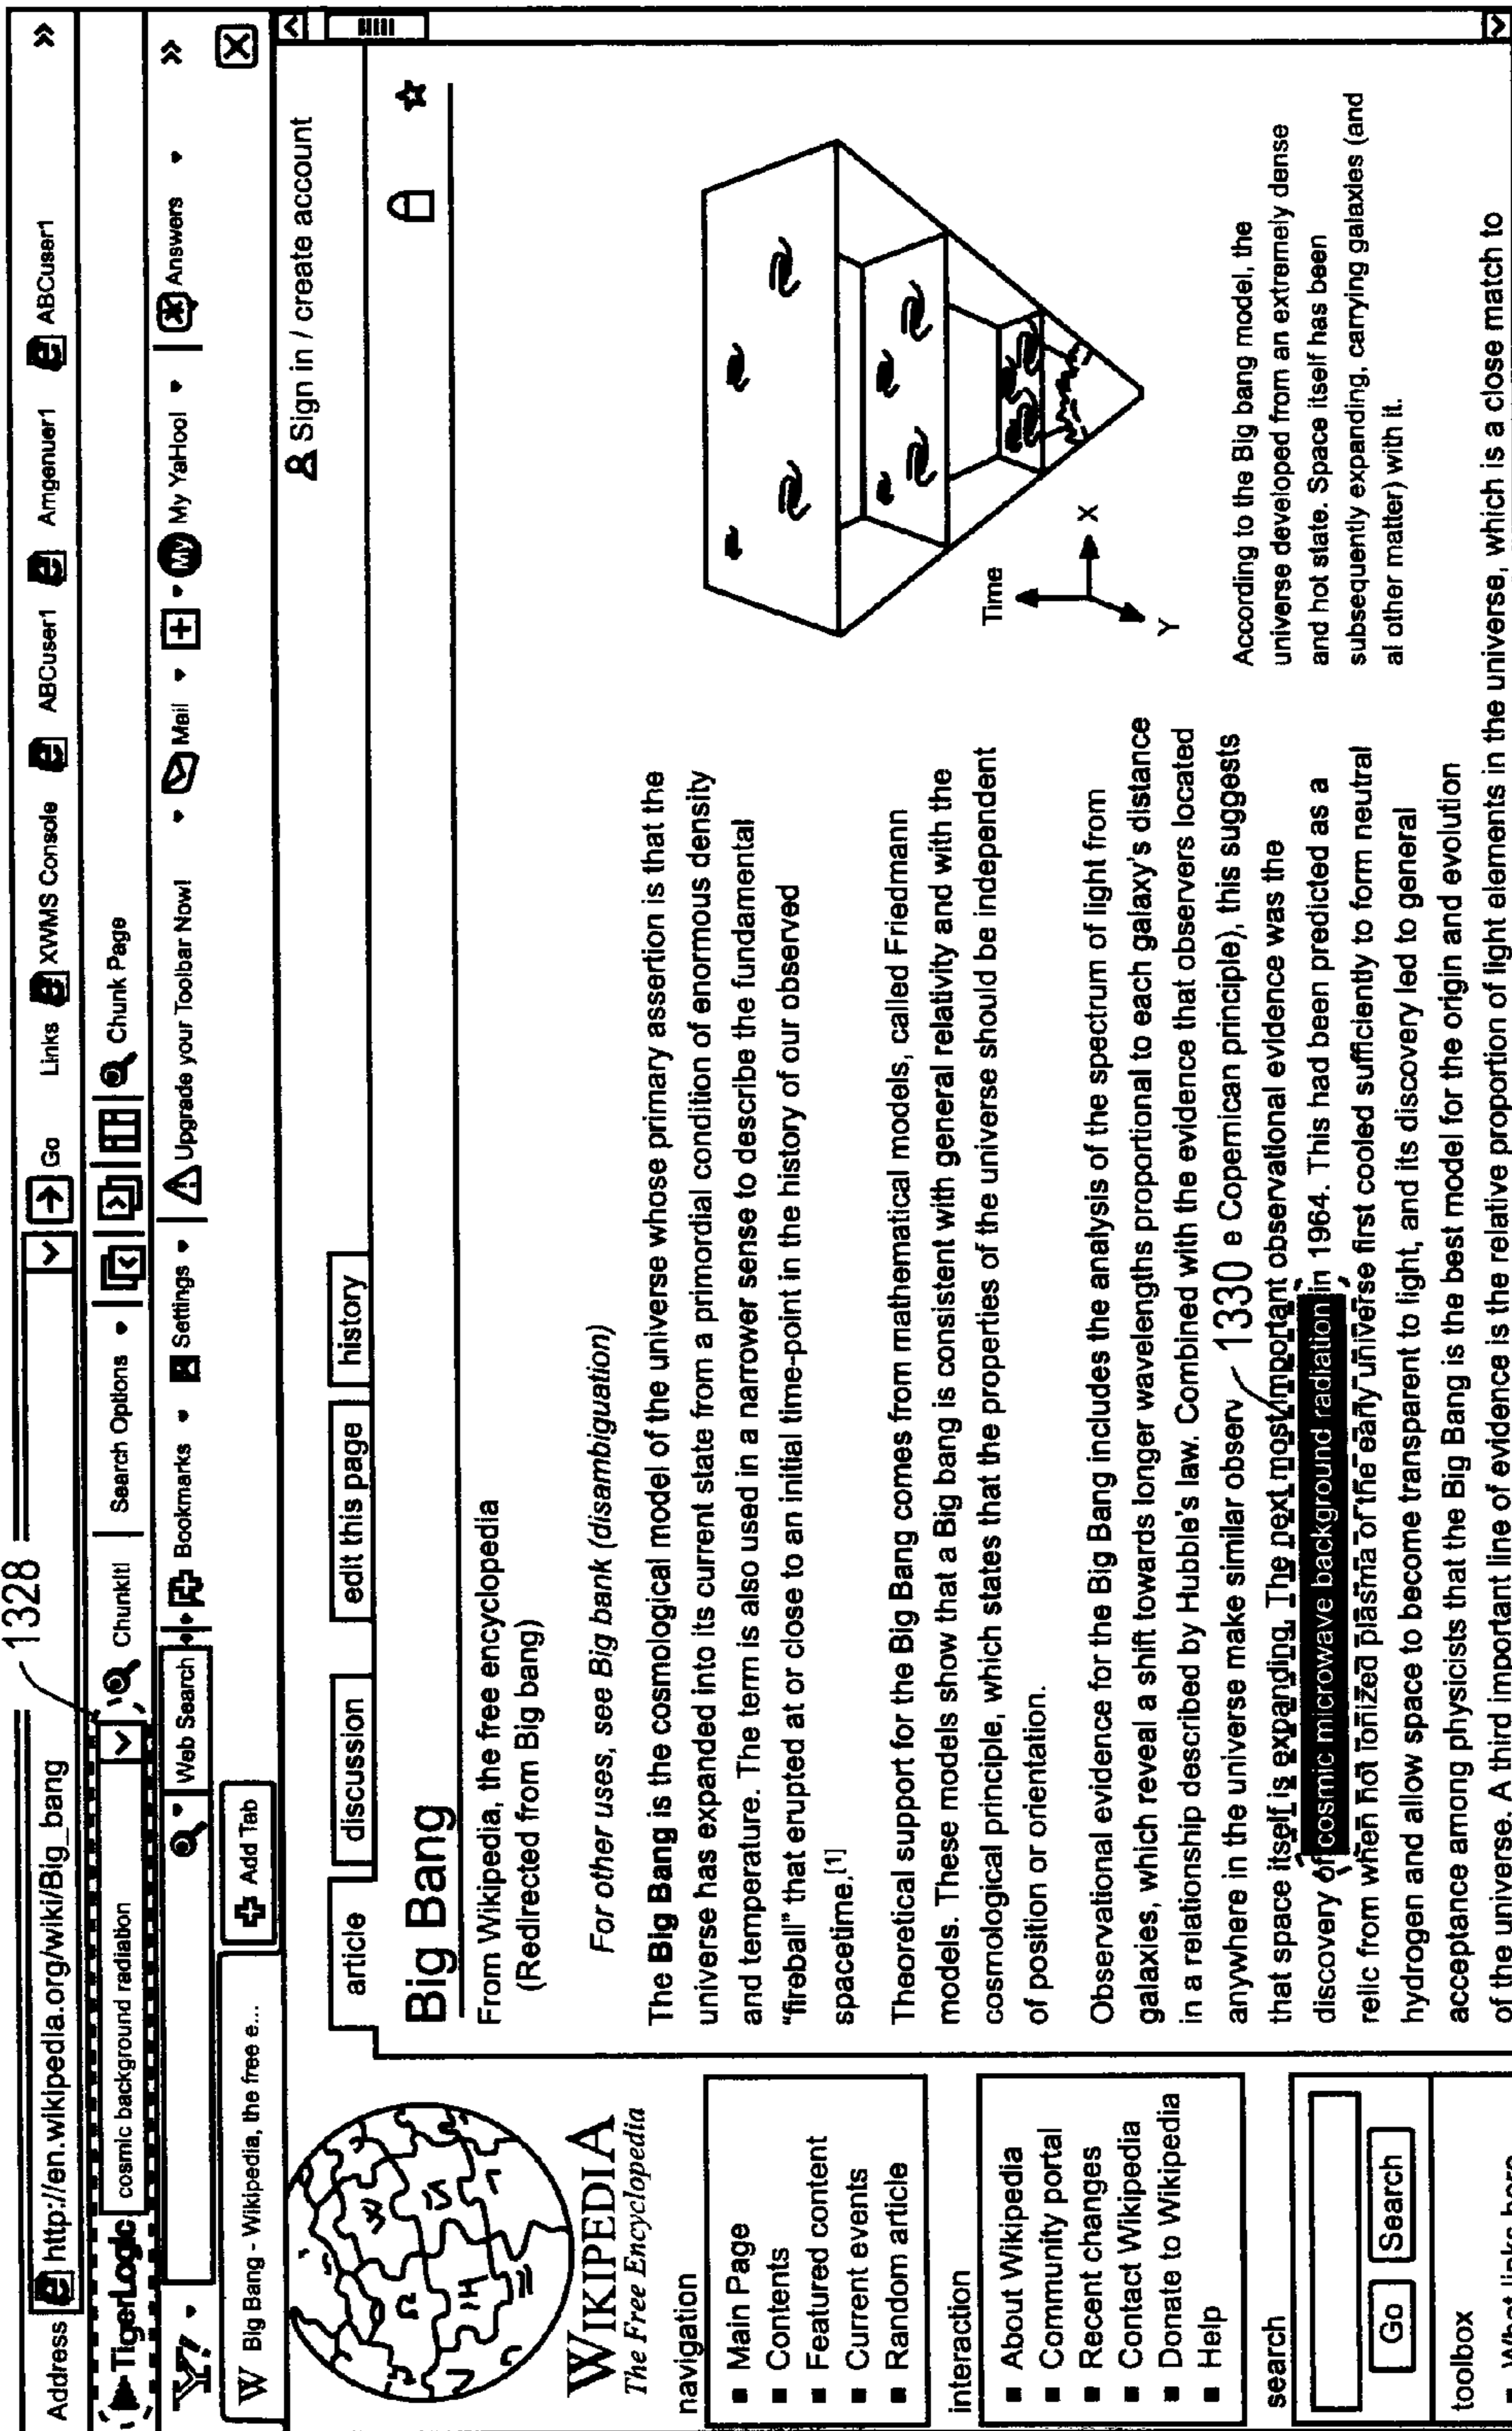 1328
Address http://en.wikipedia.org/wiki/Big_bang Go Links XWMS Console ABCuser1 Amgenuer1 ABCuser1 »
TigerLogic cosmic background radiation ChunkIt! Search Options Chunk Page
Y! Web Search Bookmarks Settings Upgrade your Toolbar Now! Mail My YaHoo! Answers »
W Big Bang - Wikipedia, the free e... Add Tab
Sign in / create account
article discussion edit this page history
WIKIPEDIA
The Free Encyclopedia
navigation
Main Page
Contents
Featured content
Current events
Random article
interaction
About Wikipedia
Community portal
Recent changes
Contact Wikipedia
Donate to Wikipedia
Help
search
Go Search
toolbox
What links here
Big Bang
From Wikipedia, the free encyclopedia
(Redirected from Big bang)
For other uses, see Big bank (disambiguation)
The Big Bang is the cosmological model of the universe whose primary assertion is that the
universe has expanded into its current state from a primordial condition of enormous density
and temperature. The term is also used in a narrower sense to describe the fundamental
"fireball" that erupted at or close to an initial time-point in the history of our observed
spacetime.[1]
Theoretical support for the Big Bang comes from mathematical models, called Friedmann
models. These models show that a Big bang is consistent with general relativity and with the
cosmological principle, which states that the properties of the universe should be independent
of position or orientation.
Observational evidence for the Big Bang includes the analysis of the spectrum of light from
galaxies, which reveal a shift towards longer wavelengths proportional to each galaxy's distance
in a relationship described by Hubble's law. Combined with the evidence that observers located
anywhere in the universe make similar observ 1330 e Copernican principle), this suggests
that space itself is expanding. The next most important observational evidence was the
discovery of cosmic microwave background radiation in 1964. This had been predicted as a
relic from when hot ionized plasma of the early universe first cooled sufficiently to form neutral
hydrogen and allow space to become transparent to light, and its discovery led to general
acceptance among physicists that the Big Bang is the best model for the origin and evolution
of the universe. A third important line of evidence is the relative proportion of light elements in the universe, which is a close match to
Time
X
Y
According to the Big bang model, the
universe developed from an extremely dense
and hot state. Space itself has been
subsequently expanding, carrying galaxies (and
al other matter) with it.